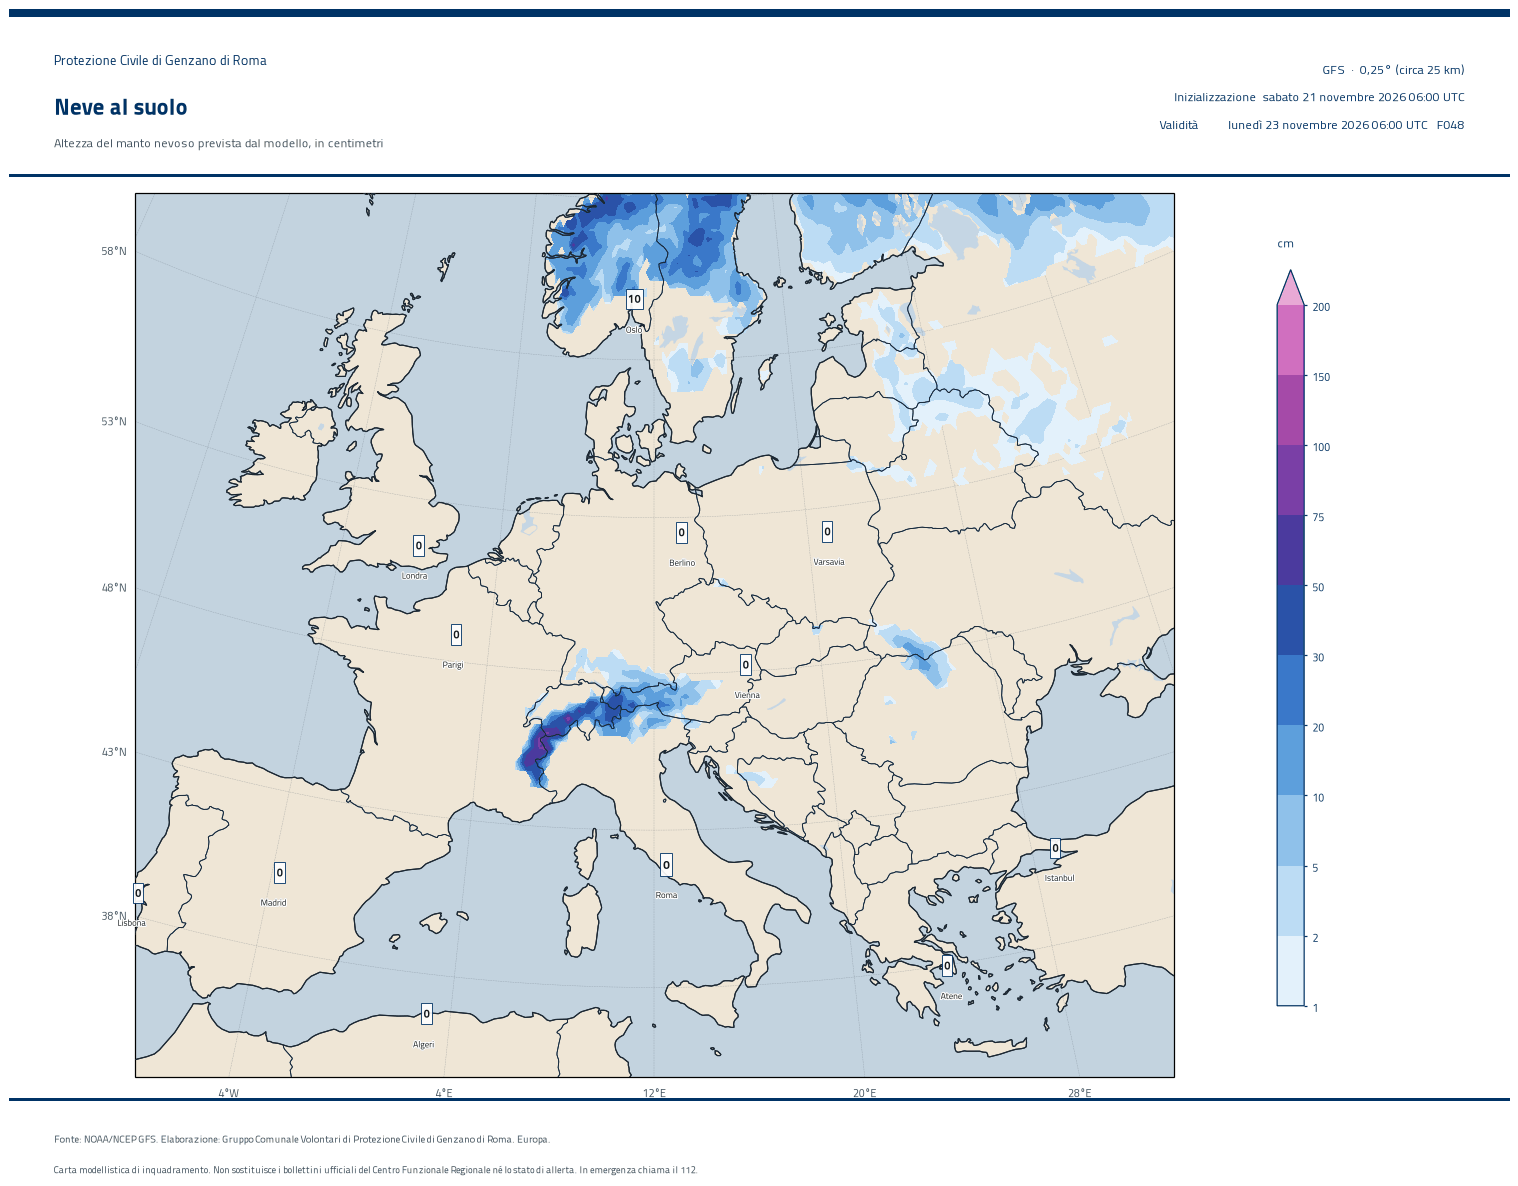 Protezione Civile di Genzano di Roma
Neve al suolo
Altezza del manto nevoso prevista dal modello, in centimetri
GFS · 0,25° (circa 25 km)
Inizializzazione sabato 21 novembre 2026 06:00 UTC
Validità lunedì 23 novembre 2026 06:00 UTC F048
58°N
53°N
48°N
43°N
38°N
4°W
4°E
12°E
20°E
28°E
10
Oslo
0
Londra
0
Berlino
0
Varsavia
0
Parigi
0
Vienna
0
Madrid
0
Lisbona
0
Roma
0
Istanbul
0
Atene
0
Algeri
cm
200
150
100
75
50
30
20
10
5
2
1
Fonte: NOAA/NCEP GFS. Elaborazione: Gruppo Comunale Volontari di Protezione Civile di Genzano di Roma. Europa.
Carta modellistica di inquadramento. Non sostituisce i bollettini ufficiali del Centro Funzionale Regionale né lo stato di allerta. In emergenza chiama il 112.